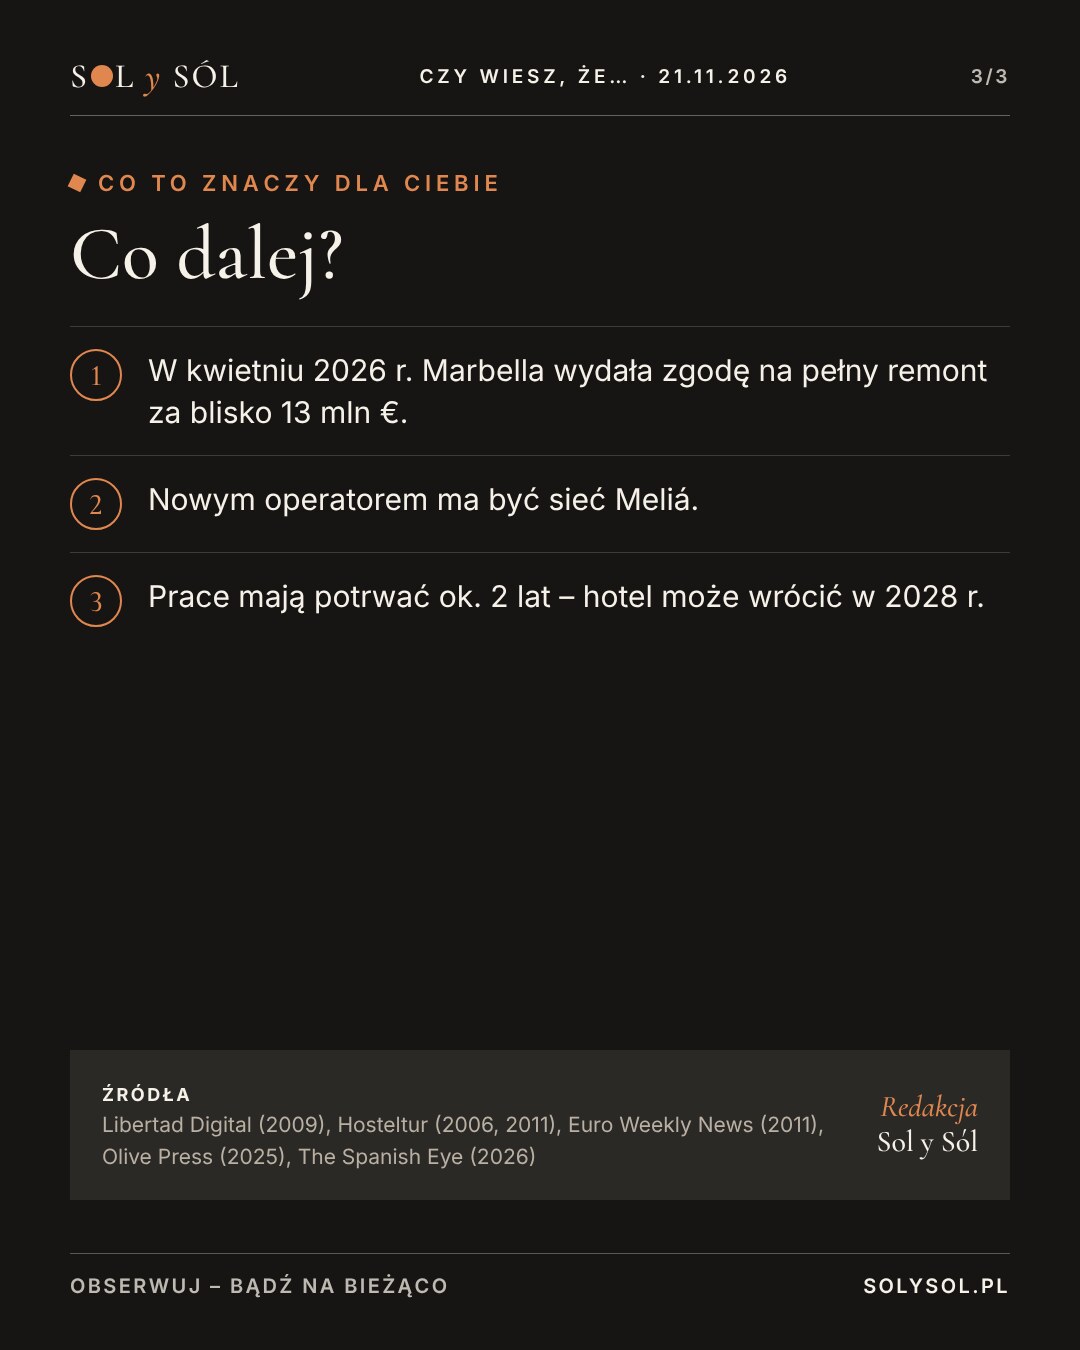 SOL y SÓL
CZY WIESZ, ŻE… · 21.11.2026
3/3
CO TO ZNACZY DLA CIEBIE
Co dalej?
1
W kwietniu 2026 r. Marbella wydała zgodę na pełny remont
za blisko 13 mln €.
2
Nowym operatorem ma być sieć Meliá.
3
Prace mają potrwać ok. 2 lat – hotel może wrócić w 2028 r.
ŹRÓDŁA
Libertad Digital (2009), Hosteltur (2006, 2011), Euro Weekly News (2011),
Olive Press (2025), The Spanish Eye (2026)
Redakcja
Sol y Sól
OBSERWUJ – BĄDŹ NA BIEŻĄCO
SOLYSOL.PL